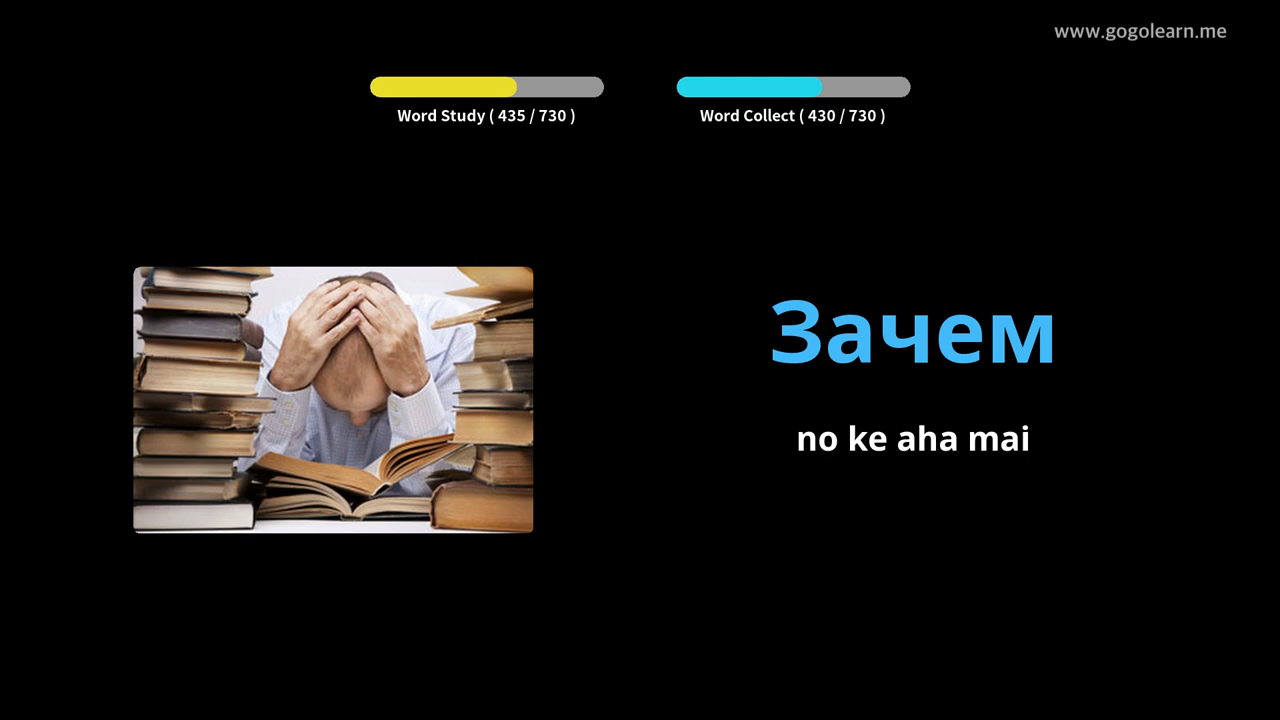 www.gogolearn.me
Word Study ( 435 / 730 )
Word Collect ( 430 / 730 )
Зачем
no ke aha mai